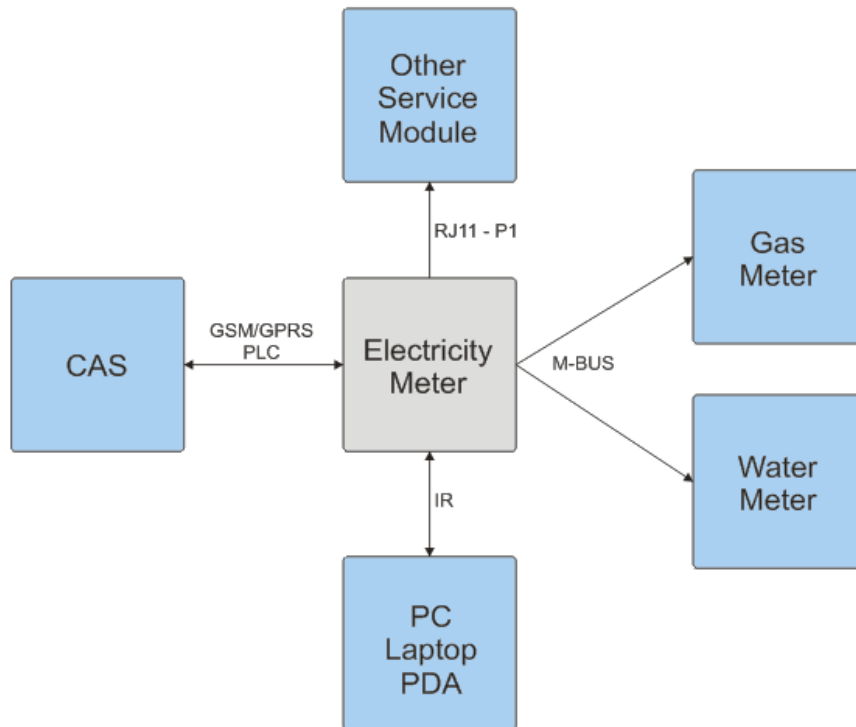 Other
Service
Module
RJ11 - P1
Gas
Meter
CAS
GSM/GPRS
PLC
Electricity
Meter
M-BUS
Water
Meter
IR
PC
Laptop
PDA